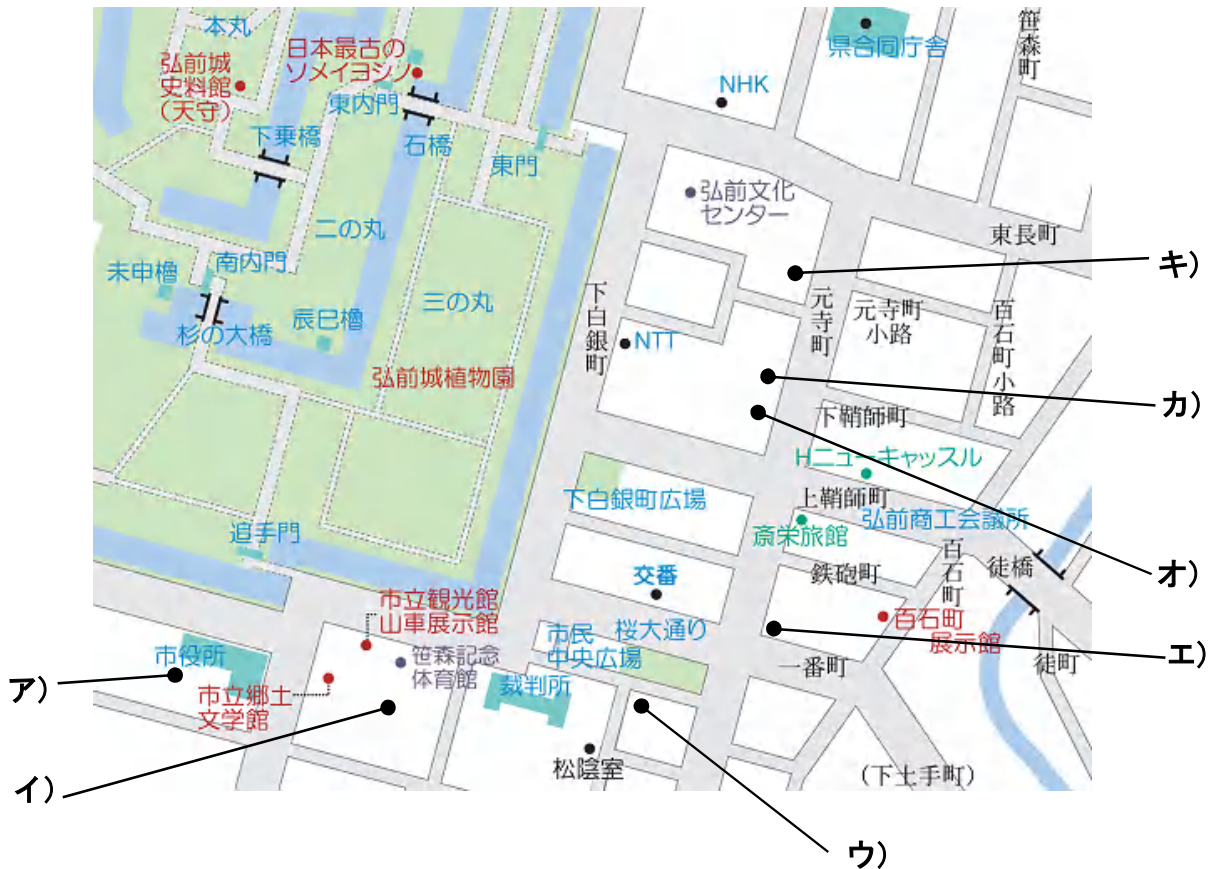 本丸
弘前城
史料館
(天守)
日本最古の
ソメイヨシノ
東内門
石橋
下乗橋
東門
二の丸
南内門
未申櫓
杉の大橋
辰巳櫓
三の丸
弘前城植物園
追手門
NHK
県合同庁舎
笹森町
弘前文化
センター
東長町
キ)
下白銀町
NTT
元寺町
元寺町
小路
百石町小路
カ)
下鞘師町
Hニューキャッスル
下白銀町広場
上鞘師町
弘前商工会議所
斎栄旅館
鉄砲町
百石町
徒橋
オ)
交番
市立観光館
山車展示館
市民
中央広場
桜大通り
百石町
展示館
一番町
徒町
エ)
市役所
笹森記念
体育館
裁判所
ア)
市立郷土
文学館
松陰室
(下土手町)
イ)
ウ)